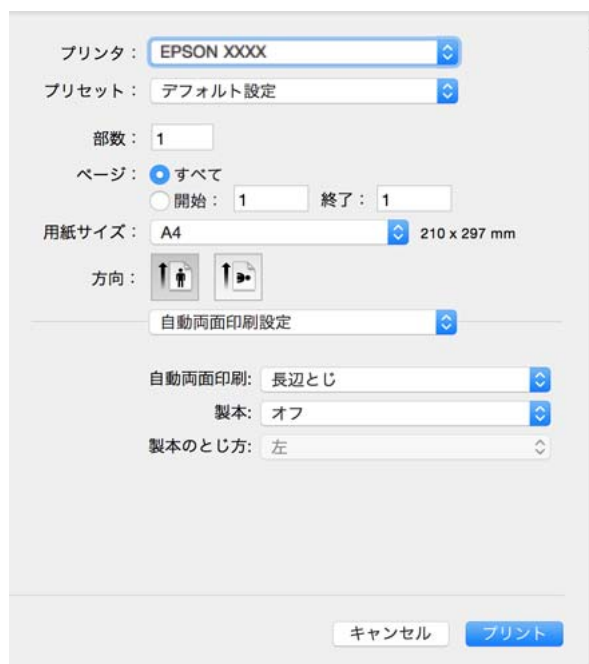 プリンタ： EPSON XXXX
プリセット： デフォルト設定
部数： 1
ページ： すべて
開始： 1 終了： 1
用紙サイズ： A4 210 x 297 mm
方向：
自動両面印刷設定
自動両面印刷: 長辺とじ
製本: オフ
製本のとじ方: 左
キャンセル プリント